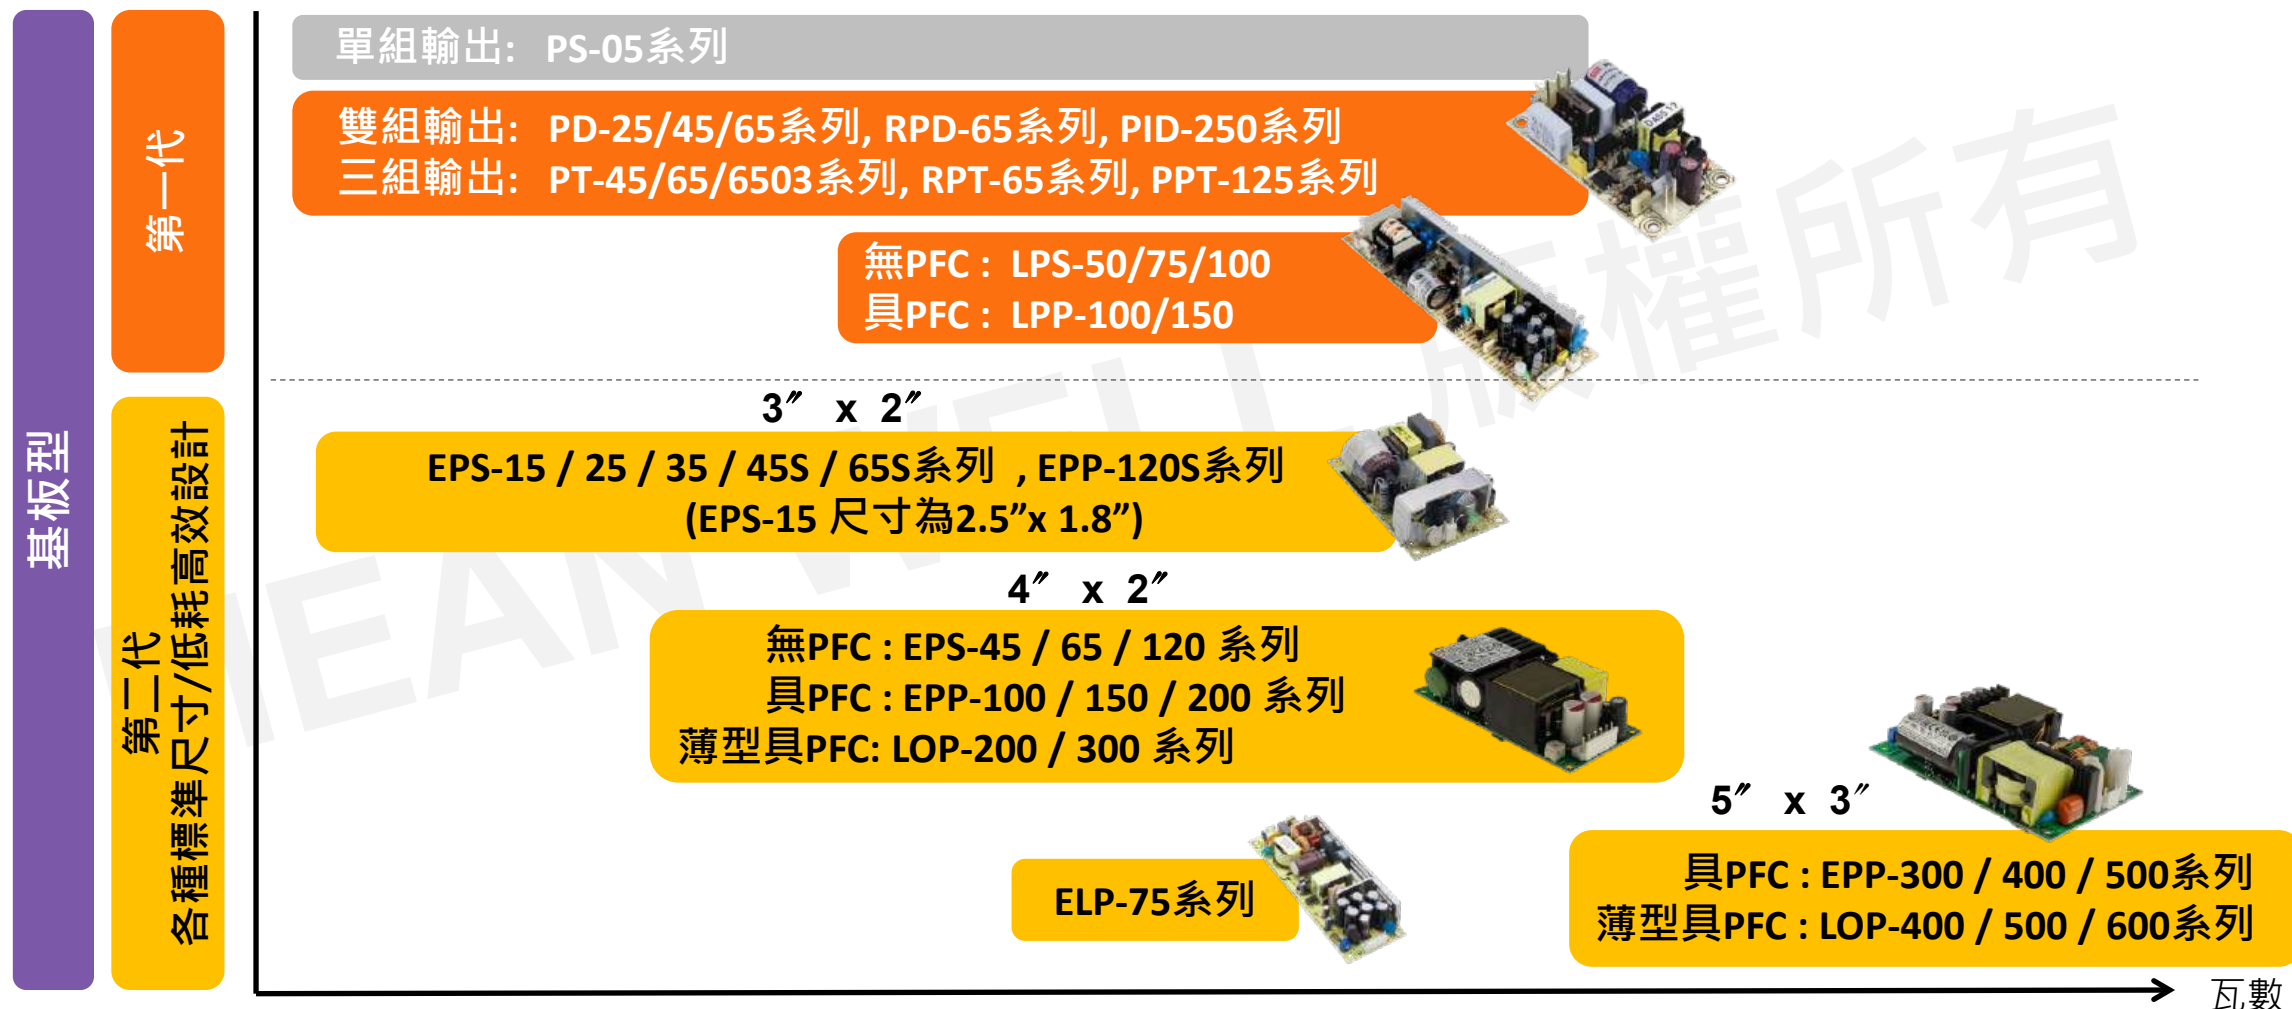 基板型
第一代
單組輸出: PS-05系列
雙組輸出: PD-25/45/65系列, RPD-65系列, PID-250系列
三組輸出: PT-45/65/6503系列, RPT-65系列, PPT-125系列
無PFC : LPS-50/75/100
具PFC : LPP-100/150
第二代
各種標準尺寸/低耗高效設計
3″ x 2″
EPS-15 / 25 / 35 / 45S / 65S系列 , EPP-120S系列
(EPS-15 尺寸為2.5”x 1.8”)
4″ x 2″
無PFC : EPS-45 / 65 / 120 系列
具PFC : EPP-100 / 150 / 200 系列
薄型具PFC: LOP-200 / 300 系列
5″ x 3″
ELP-75系列
具PFC : EPP-300 / 400 / 500系列
薄型具PFC : LOP-400 / 500 / 600系列
瓦數
MEAN WELL 版權所有